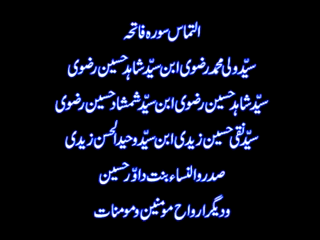 التماس سورہ فاتحہ
سیّد ولی محمد رضوی ابن سیّد شاہد حسین رضوی
سیّد شاہد حسین رضوی ابن سیّد شمشاد حسین رضوی
سیّد نقی حسین زیدی ابن سیّد وحید الحسن زیدی
صدر والنساء بنت داوّر حسین
ودیگر ارواح مومنین و مومنات